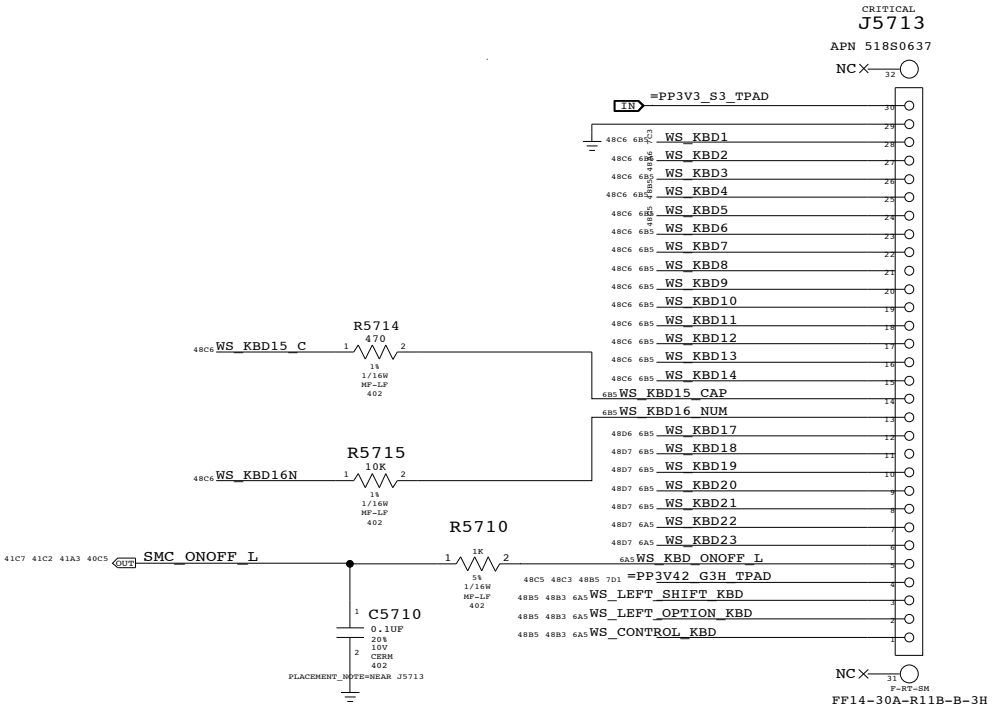 CRITICAL
J5713
APN 518S0637
NC
32
IN
=PP3V3_S3_TPAD
30
29
48C6 6B5 WS_KBD1 28
48C6 6B5 WS_KBD2 27
48C6 6B5 WS_KBD3 26
48C6 6B5 WS_KBD4 25
48C6 6B5 WS_KBD5 24
48C6 6B5 WS_KBD6 23
48C6 6B5 WS_KBD7 22
48C6 6B5 WS_KBD8 21
48C6 6B5 WS_KBD9 20
48C6 6B5 WS_KBD10 19
48C6 6B5 WS_KBD11 18
48C6 6B5 WS_KBD12 17
48C6 6B5 WS_KBD13 16
48C6 6B5 WS_KBD14 15
6B5 WS_KBD15_CAP 14
6B5 WS_KBD16_NUM 13
48D6 6B5 WS_KBD17 12
48D7 6B5 WS_KBD18 11
48D7 6B5 WS_KBD19 10
48D7 6B5 WS_KBD20 9
48D7 6B5 WS_KBD21 8
48D7 6A5 WS_KBD22 7
48D7 6A5 WS_KBD23 6
6A5 WS_KBD_ONOFF_L 5
48C5 48C3 48B5 7D1 =PP3V42_G3H_TPAD 4
48B5 48B3 6A5 WS_LEFT_SHIFT_KBD 3
48B5 48B3 6A5 WS_LEFT_OPTION_KBD 2
48B5 48B3 6A5 WS_CONTROL_KBD 1
NC
31
F-RT-SM
FF14-30A-R11B-B-3H
R5714
470
48C6 WS_KBD15_C 1 2
1%
1/16W
MF-LF
402
R5715
10K
48C6 WS_KBD16N 1 2
1%
1/16W
MF-LF
402
R5710
1K
41C7 41C2 41A3 40C5 OUT SMC_ONOFF_L 1 2
5%
1/16W
MF-LF
402
1
C5710
0.1UF
20%
10V
2
CERM
402
PLACEMENT_NOTE=NEAR J5713